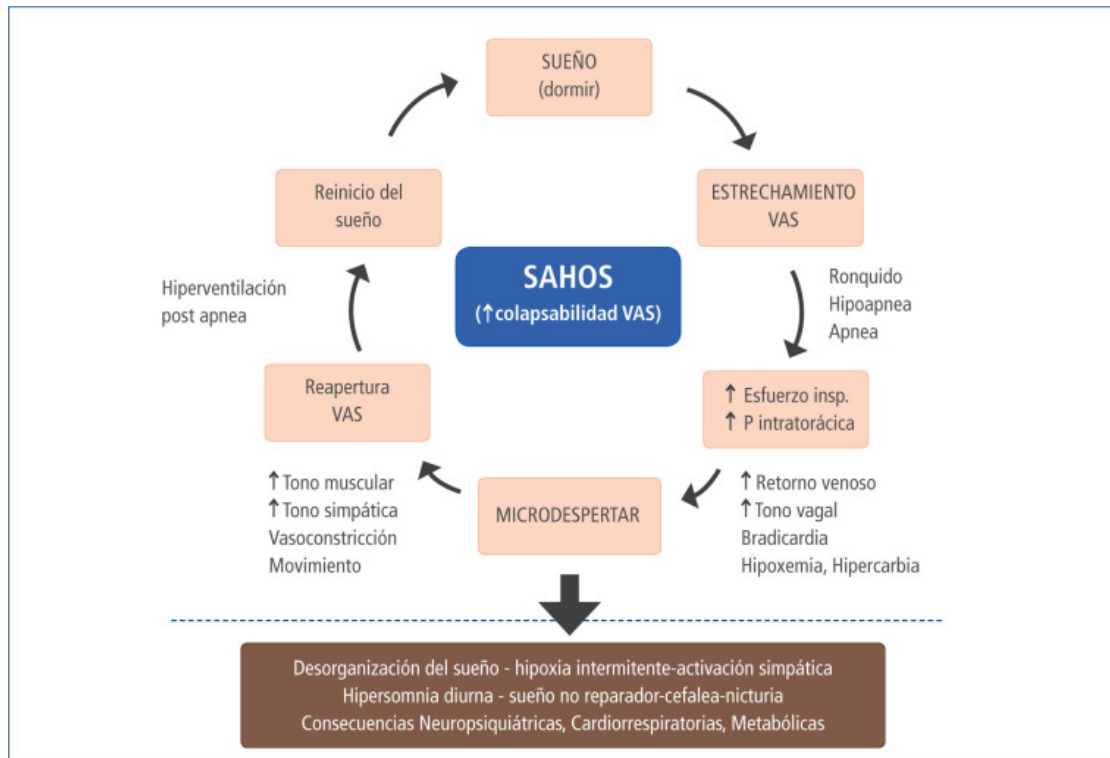 SUEÑO
(dormir)
ESTRECHAMIENTO
VAS
Ronquido
Hipoapnea
Apnea
↑ Esfuerzo insp.
↑ P intratorácica
↑ Retorno venoso
↑ Tono vagal
Bradicardia
Hipoxemia, Hipercarbia
MICRODESPERTAR
↑ Tono muscular
↑ Tono simpática
Vasoconstricción
Movimiento
Reapertura
VAS
Hiperventilación
post apnea
Reinicio del
sueño
SAHOS
(↑colapsabilidad VAS)
Desorganización del sueño - hipoxia intermitente-activación simpática
Hipersomnia diurna - sueño no reparador-cefalea-nicturia
Consecuencias Neuropsiquiátricas, Cardiorrespiratorias, Metabólicas